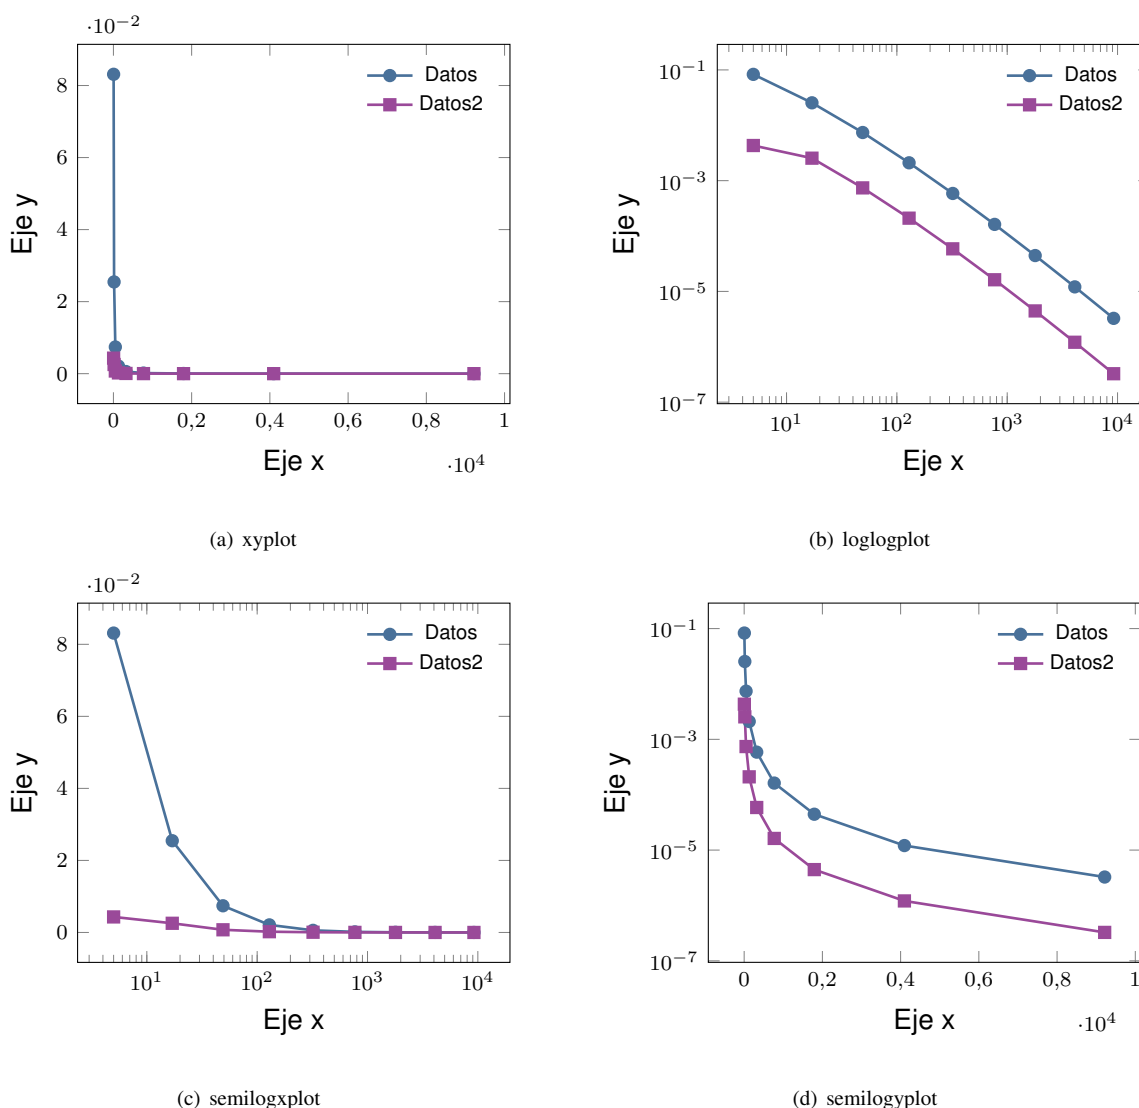 ·10⁻²
8
6
4
2
0
Eje y
Datos
Datos2
0 0,2 0,4 0,6 0,8 1
Eje x
·10⁴
(a) xyplot
10⁻¹
10⁻³
10⁻⁵
10⁻⁷
Eje y
Datos
Datos2
10¹ 10² 10³ 10⁴
Eje x
(b) loglogplot
·10⁻²
8
6
4
2
0
Eje y
Datos
Datos2
10¹ 10² 10³ 10⁴
Eje x
(c) semilogxplot
10⁻¹
10⁻³
10⁻⁵
10⁻⁷
Eje y
Datos
Datos2
0 0,2 0,4 0,6 0,8 1
Eje x
·10⁴
(d) semilogyplot